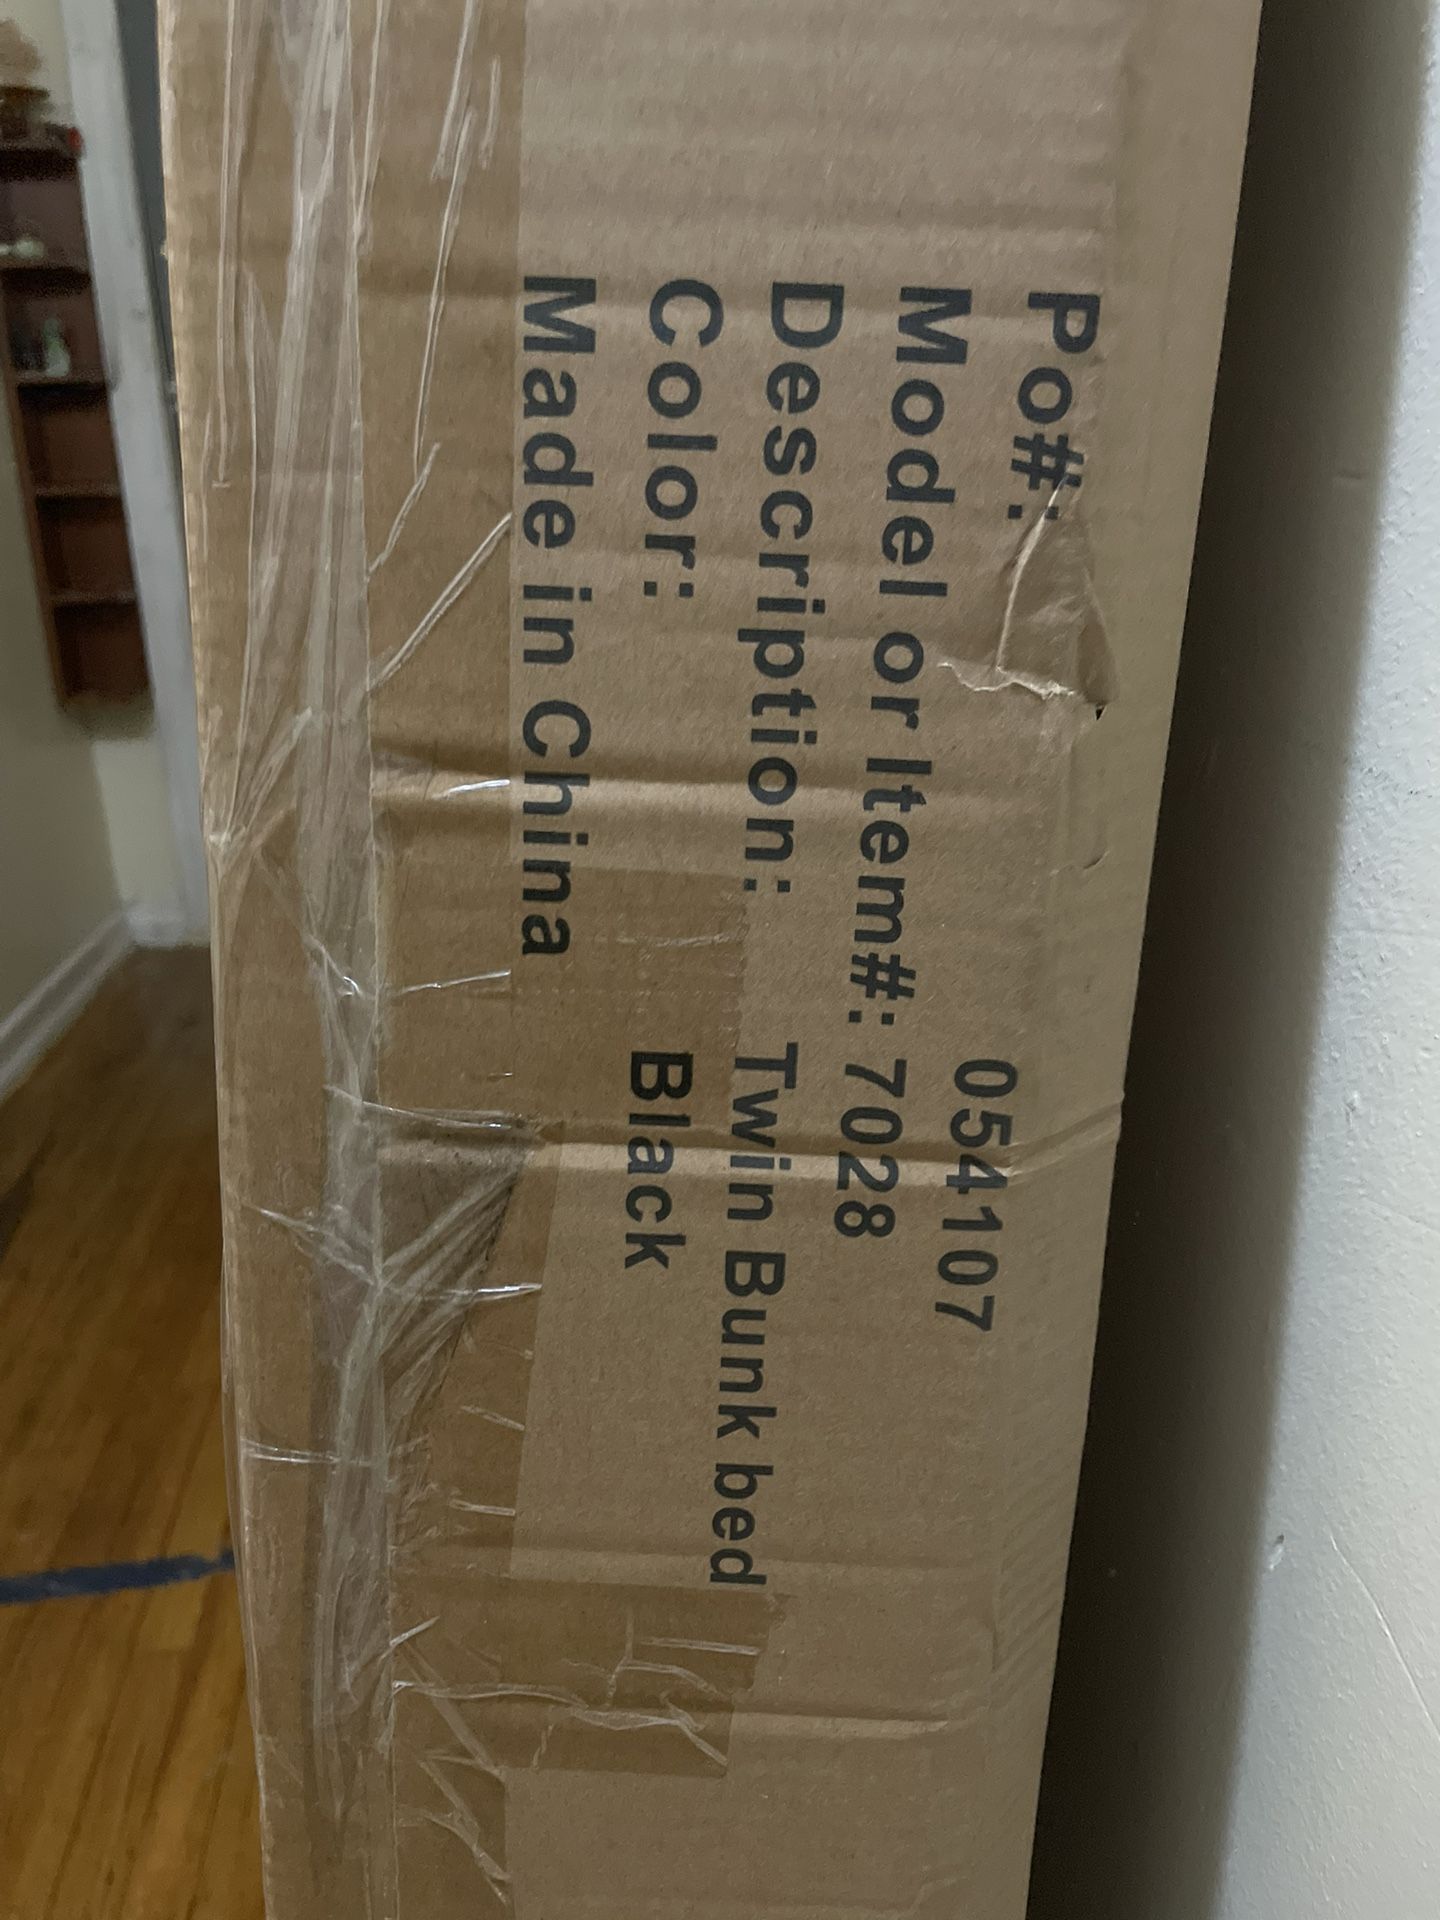 Po#: 054107
Model or Item#: 7028
Description: Twin Bunk bed
Color: Black
Made in China